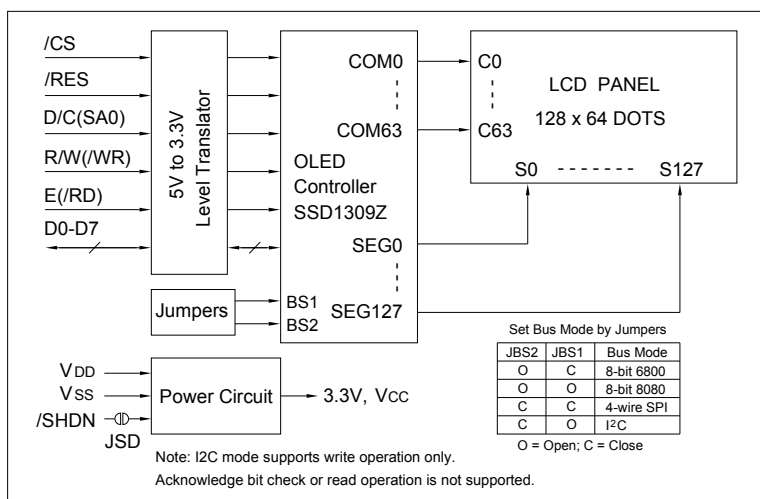 /CS
/RES
D/C(SA0)
R/W(/WR)
E(/RD)
D0-D7
5V to 3.3V
Level Translator
OLED
Controller
SSD1309Z
COM0
COM63
SEG0
SEG127
BS1
BS2
Jumpers
C0
C63
LCD PANEL
128 x 64 DOTS
S0
S127
VDD
VSS
/SHDN
JSD
Power Circuit
3.3V, VCC
Set Bus Mode by Jumpers
JBS2 JBS1 Bus Mode
O C 8-bit 6800
O O 8-bit 8080
C C 4-wire SPI
C O I²C
O = Open; C = Close
Note: I2C mode supports write operation only.
Acknowledge bit check or read operation is not supported.